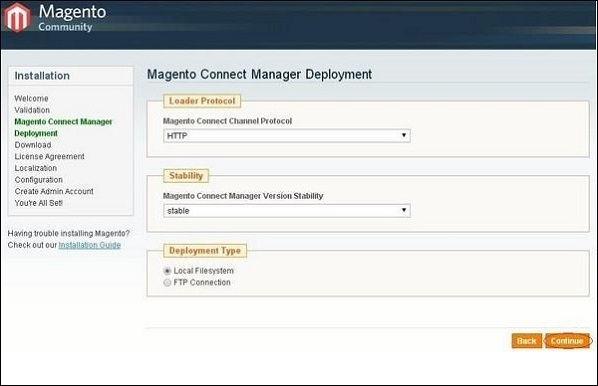 Magento
Community
Installation
Welcome
Validation
Magento Connect Manager
Deployment
Download
License Agreement
Localization
Configuration
Create Admin Account
You're All Set!
Having trouble installing Magento?
Check out our Installation Guide
Magento Connect Manager Deployment
Loader Protocol
Magento Connect Channel Protocol
HTTP
Stability
Magento Connect Manager Version Stability
stable
Deployment Type
Local Filesystem
FTP Connection
Back
Continue